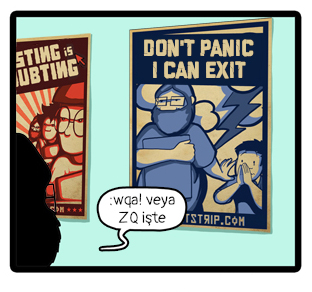 STING IS
UBTING
DON'T PANIC
I CAN EXIT
TSTRIP.COM
:wqa! veya
ZQ işte